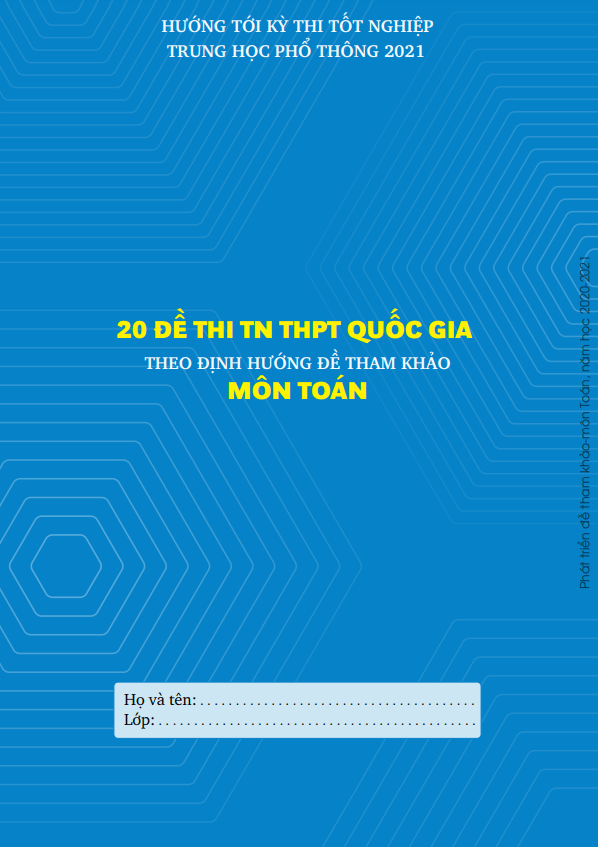 HƯỚNG TỚI KỲ THI TỐT NGHIỆP
TRUNG HỌC PHỔ THÔNG 2021
20 ĐỀ THI TN THPT QUỐC GIA
THEO ĐỊNH HƯỚNG ĐỀ THAM KHẢO
MÔN TOÁN
Phát triển đề tham khảo-môn Toán, năm học 2020-2021
Họ và tên: . . . . . . . . . . . . . . . . . . . . . . . . . . . . . . . . . . . . . . .
Lớp: . . . . . . . . . . . . . . . . . . . . . . . . . . . . . . . . . . . . . . . . . . . . .